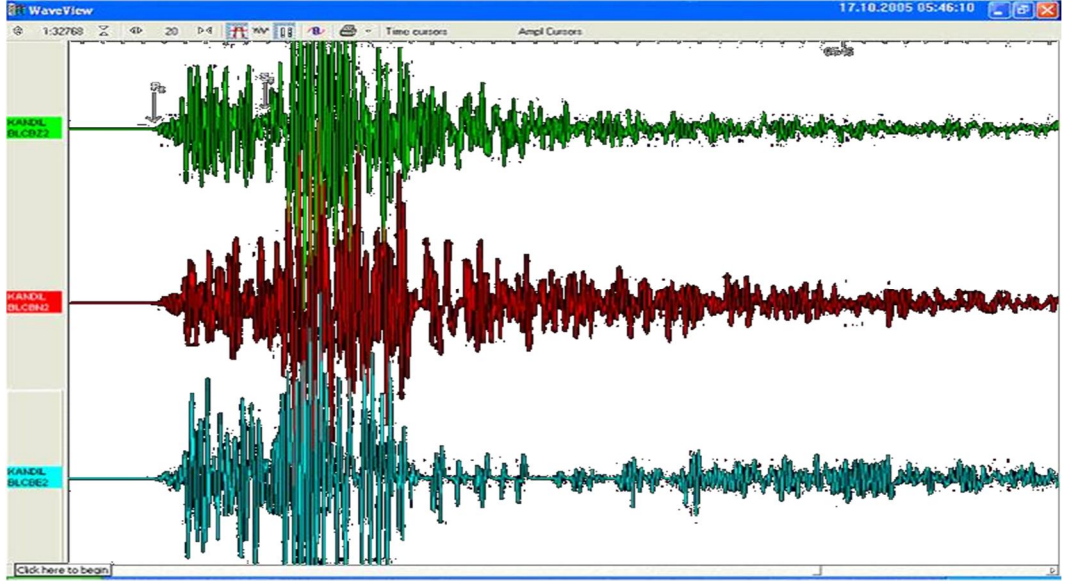 WaveView
17.10.2005 05:46:10
1:32768
20
Time cursors
Ampl Cursors
KANDIL
BLCBZ2
KANDIL
BLCBN2
KANDIL
BLCBE2
Click here to begin